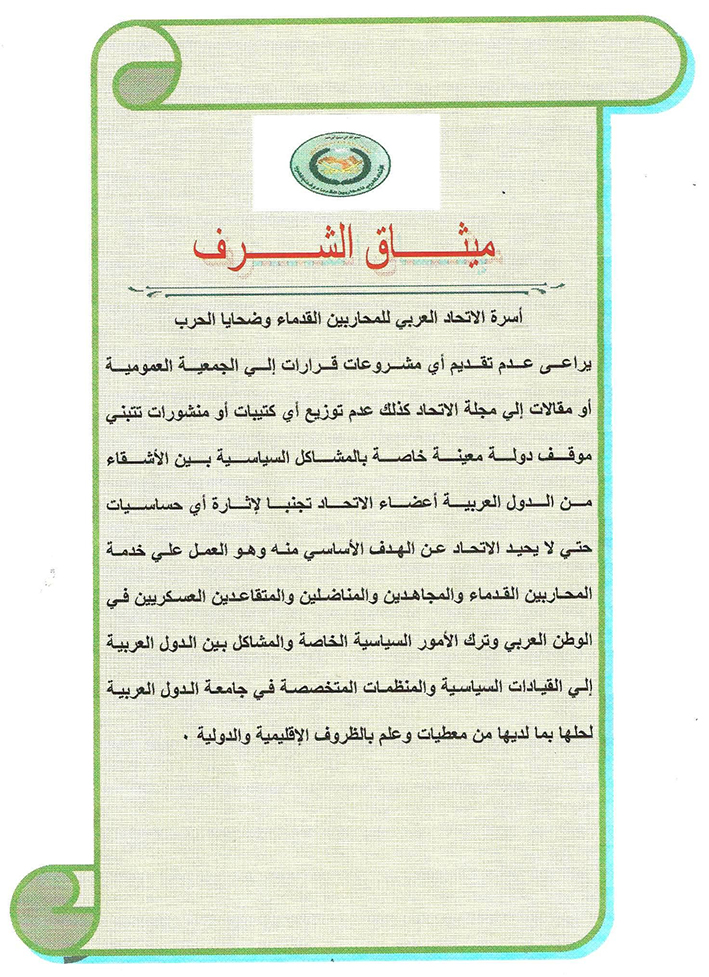 ميثاق الشرف
أسرة الاتحاد العربي للمحاربين القدماء وضحايا الحرب
يراعى عدم تقديم أي مشروعات قرارات إلي الجمعية العمومية
أو مقالات إلي مجلة الاتحاد كذلك عدم توزيع أي كتيبات أو منشورات تتبني
موقف دولة معينة خاصة بالمشاكل السياسية بين الأشقاء
من الدول العربية أعضاء الاتحاد تجنبا لإثارة أي حساسيات
حتي لا يحيد الاتحاد عن الهدف الأساسي منه وهو العمل علي خدمة
المحاربين القدماء والمجاهدين والمناضلين والمتقاعدين العسكريين في
الوطن العربي وترك الأمور السياسية الخاصة والمشاكل بين الدول العربية
إلي القيادات السياسية والمنظمات المتخصصة في جامعة الدول العربية
لحلها بما لديها من معطيات وعلم بالظروف الإقليمية والدولية .